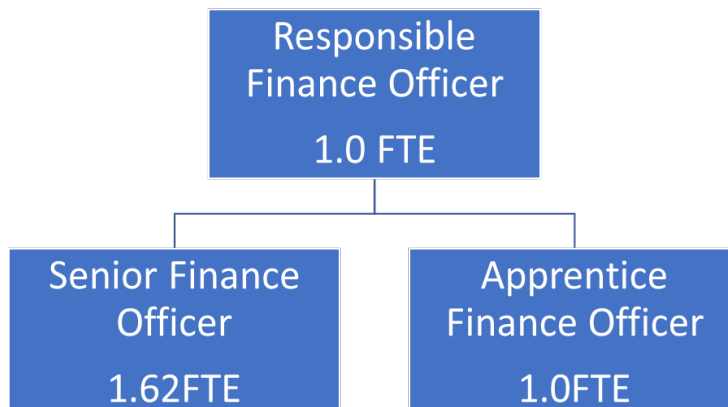 Responsible
Finance Officer
1.0 FTE
Senior Finance
Officer
1.62FTE
Apprentice
Finance Officer
1.0FTE